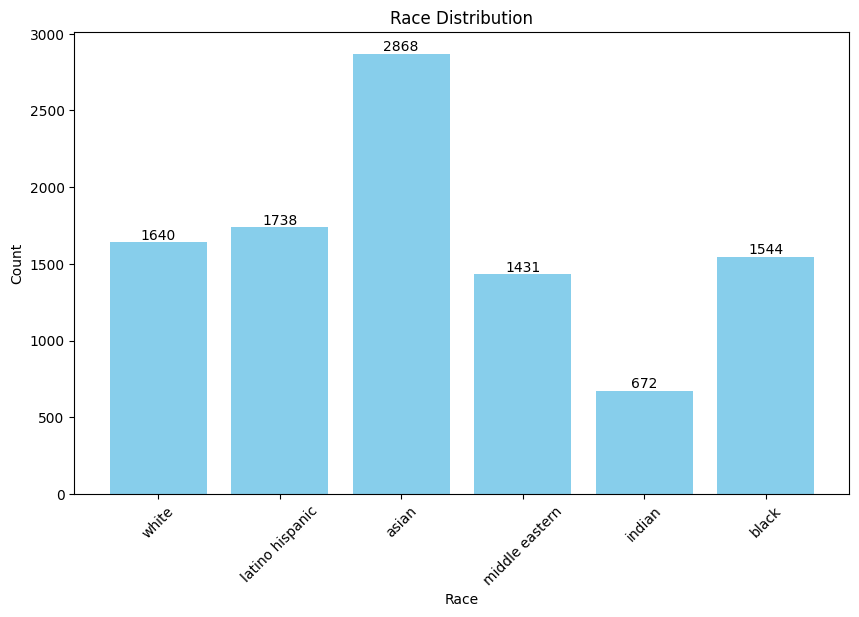 Race Distribution
3000
2868
2500
2000
1738
1640
1544
1500
1431
1000
672
500
0
Count
white
latino hispanic
asian
middle eastern
indian
black
Race